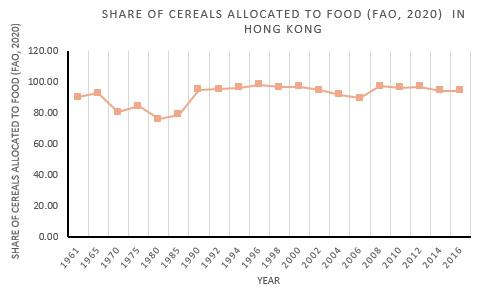 SHARE OF CEREALS ALLOCATED TO FOOD (FAO, 2020) IN
HONG KONG
SHARE OF CEREALS ALLOCATED TO FOOD (FAO, 2020)
120.00
100.00
80.00
60.00
40.00
20.00
0.00
1961 1965 1970 1975 1980 1985 1990 1992 1994 1996 1998 2000 2002 2004 2006 2008 2010 2012 2014 2016
YEAR